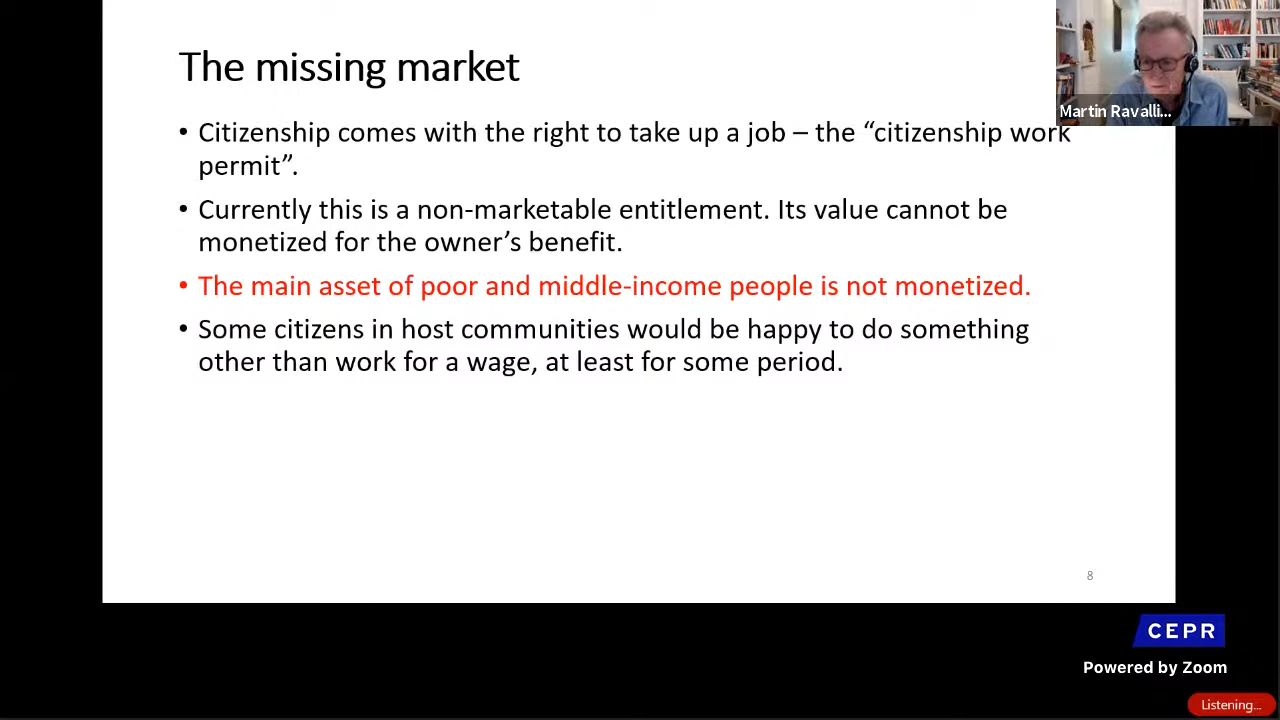 The missing market
Martin Ravalli...
• Citizenship comes with the right to take up a job – the “citizenship work
permit”.
• Currently this is a non-marketable entitlement. Its value cannot be
monetized for the owner’s benefit.
• The main asset of poor and middle-income people is not monetized.
• Some citizens in host communities would be happy to do something
other than work for a wage, at least for some period.
8
CEPR
Powered by Zoom
Listening...